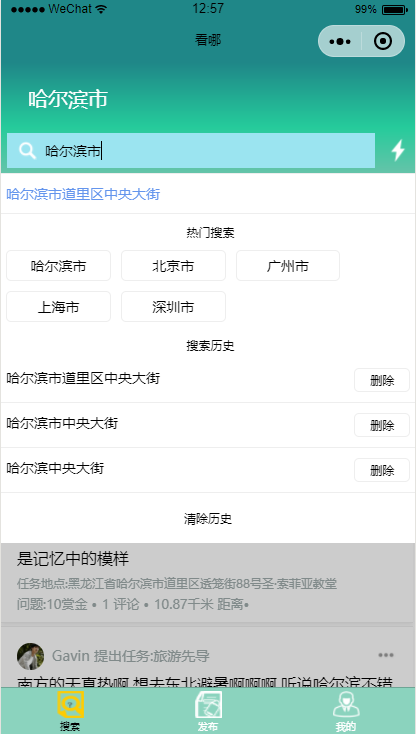 WeChat 12:57 99%
看哪
哈尔滨市
哈尔滨市
哈尔滨市道里区中央大街
热门搜索
哈尔滨市 北京市 广州市
上海市 深圳市
搜索历史
哈尔滨市道里区中央大街 删除
哈尔滨市中央大街 删除
哈尔滨中央大街 删除
清除历史
是记忆中的模样
任务地点:黑龙江省哈尔滨市道里区透笼街88号圣·索菲亚教堂
问题:10赏金 • 1 评论 • 10.87千米 距离•
Gavin 提出任务:旅游先导
南方的天真热啊,想去东北避暑啊啊啊,听说哈尔滨不错
搜索 发布 我的